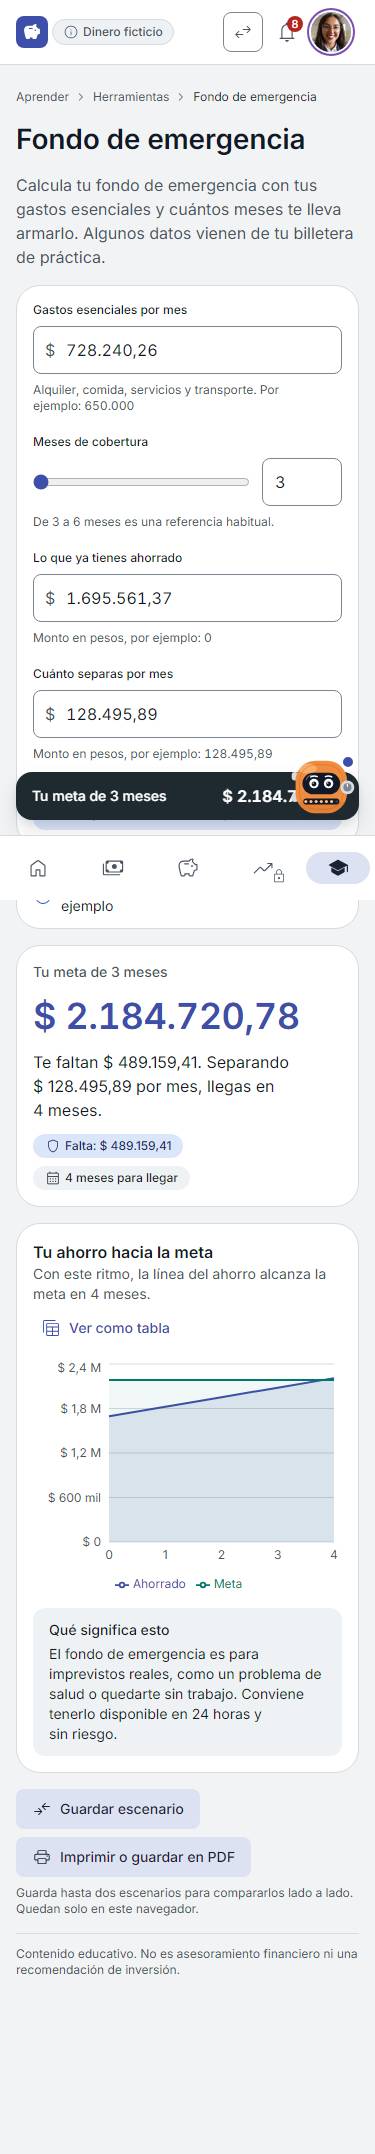 Dinero ficticio
8
Aprender > Herramientas > Fondo de emergencia
Fondo de emergencia
Calcula tu fondo de emergencia con tus
gastos esenciales y cuántos meses te lleva
armarlo. Algunos datos vienen de tu billetera
de práctica.
Gastos esenciales por mes
$ 728.240,26
Alquiler, comida, servicios y transporte. Por
ejemplo: 650.000
Meses de cobertura
3
De 3 a 6 meses es una referencia habitual.
Lo que ya tienes ahorrado
$ 1.695.561,37
Monto en pesos, por ejemplo: 0
Cuánto separas por mes
$ 128.495,89
Monto en pesos, por ejemplo: 128.495,89
Tu meta de 3 meses
$ 2.184.7
ejemplo
Tu meta de 3 meses
$ 2.184.720,78
Te faltan $ 489.159,41. Separando
$ 128.495,89 por mes, llegas en
4 meses.
Falta: $ 489.159,41
4 meses para llegar
Tu ahorro hacia la meta
Con este ritmo, la línea del ahorro alcanza la
meta en 4 meses.
Ver como tabla
$ 2,4 M
$ 1,8 M
$ 1,2 M
$ 600 mil
$ 0
0 1 2 3 4
Ahorrado Meta
Qué significa esto
El fondo de emergencia es para
imprevistos reales, como un problema de
salud o quedarte sin trabajo. Conviene
tenerlo disponible en 24 horas y
sin riesgo.
Guardar escenario
Imprimir o guardar en PDF
Guarda hasta dos escenarios para compararlos lado a lado.
Quedan solo en este navegador.
Contenido educativo. No es asesoramiento financiero ni una
recomendación de inversión.